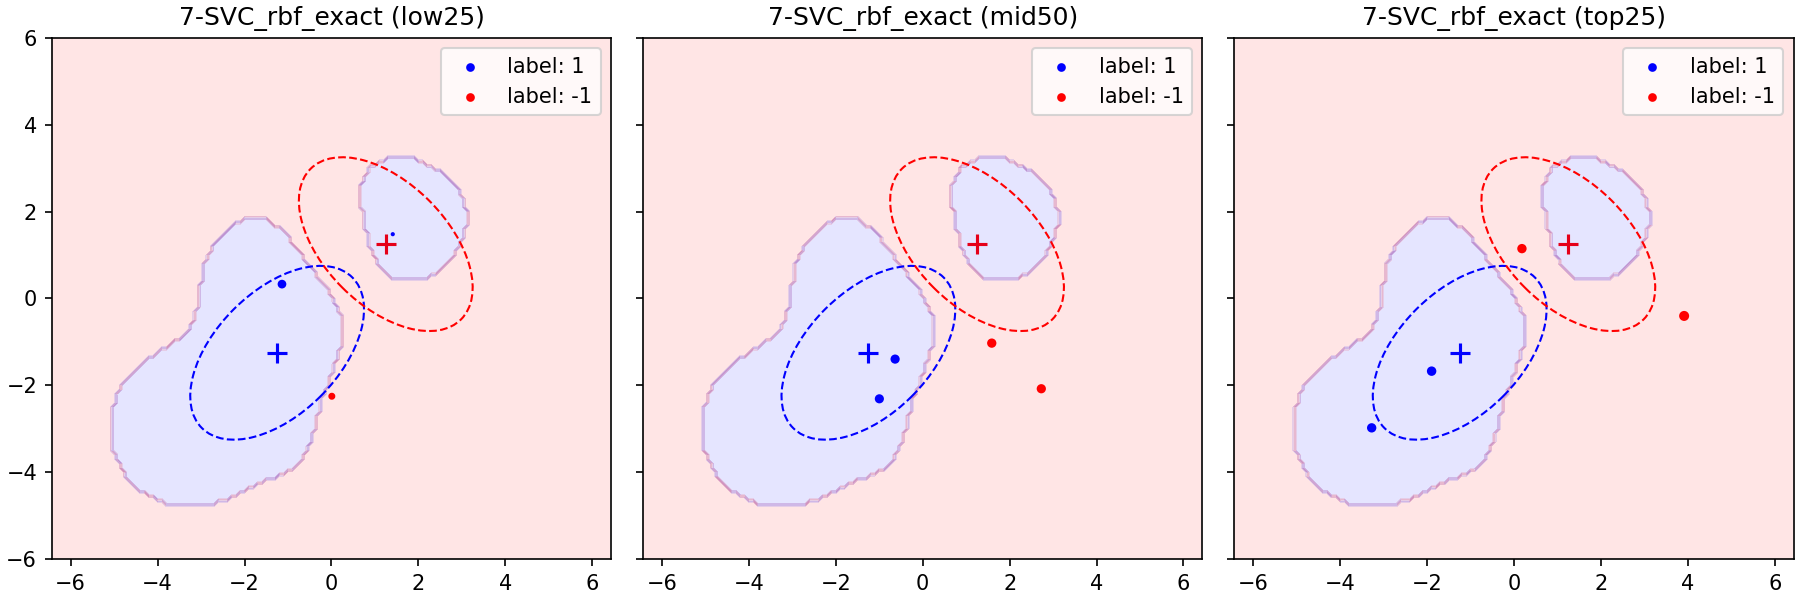 7-SVC_rbf_exact (low25)
7-SVC_rbf_exact (mid50)
7-SVC_rbf_exact (top25)
label: 1
label: -1
label: 1
label: -1
label: 1
label: -1
6
4
2
0
−2
−4
−6
−6 −4 −2 0 2 4 6
−6 −4 −2 0 2 4 6
−6 −4 −2 0 2 4 6